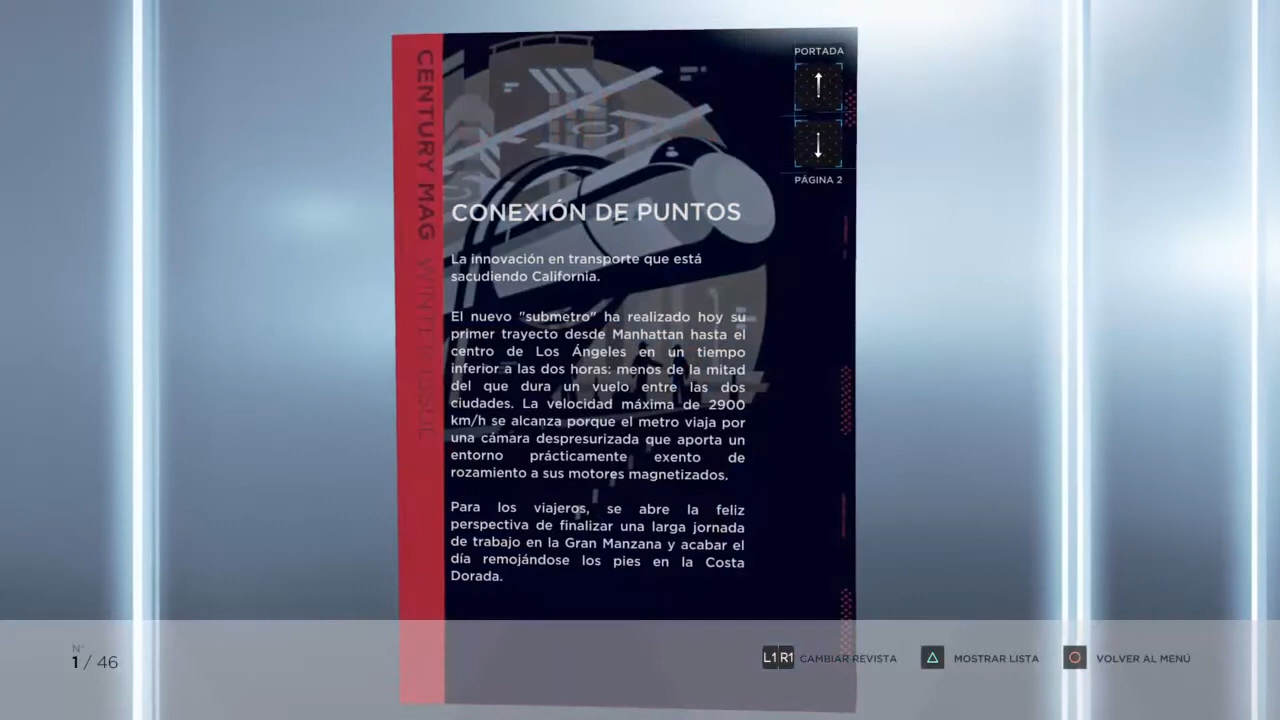 CENTURY MAG WINTER ISSUE
PORTADA
PÁGINA 2
CONEXIÓN DE PUNTOS
La innovación en transporte que está
sacudiendo California.
El nuevo "submetro" ha realizado hoy su
primer trayecto desde Manhattan hasta el
centro de Los Ángeles en un tiempo
inferior a las dos horas: menos de la mitad
del que dura un vuelo entre las dos
ciudades. La velocidad máxima de 2900
km/h se alcanza porque el metro viaja por
una cámara despresurizada que aporta un
entorno prácticamente exento de
rozamiento a sus motores magnetizados.
Para los viajeros, se abre la feliz
perspectiva de finalizar una larga jornada
de trabajo en la Gran Manzana y acabar el
día remojándose los pies en la Costa
Dorada.
Nº
1 / 46
L1 R1 CAMBIAR REVISTA
MOSTRAR LISTA
VOLVER AL MENÚ